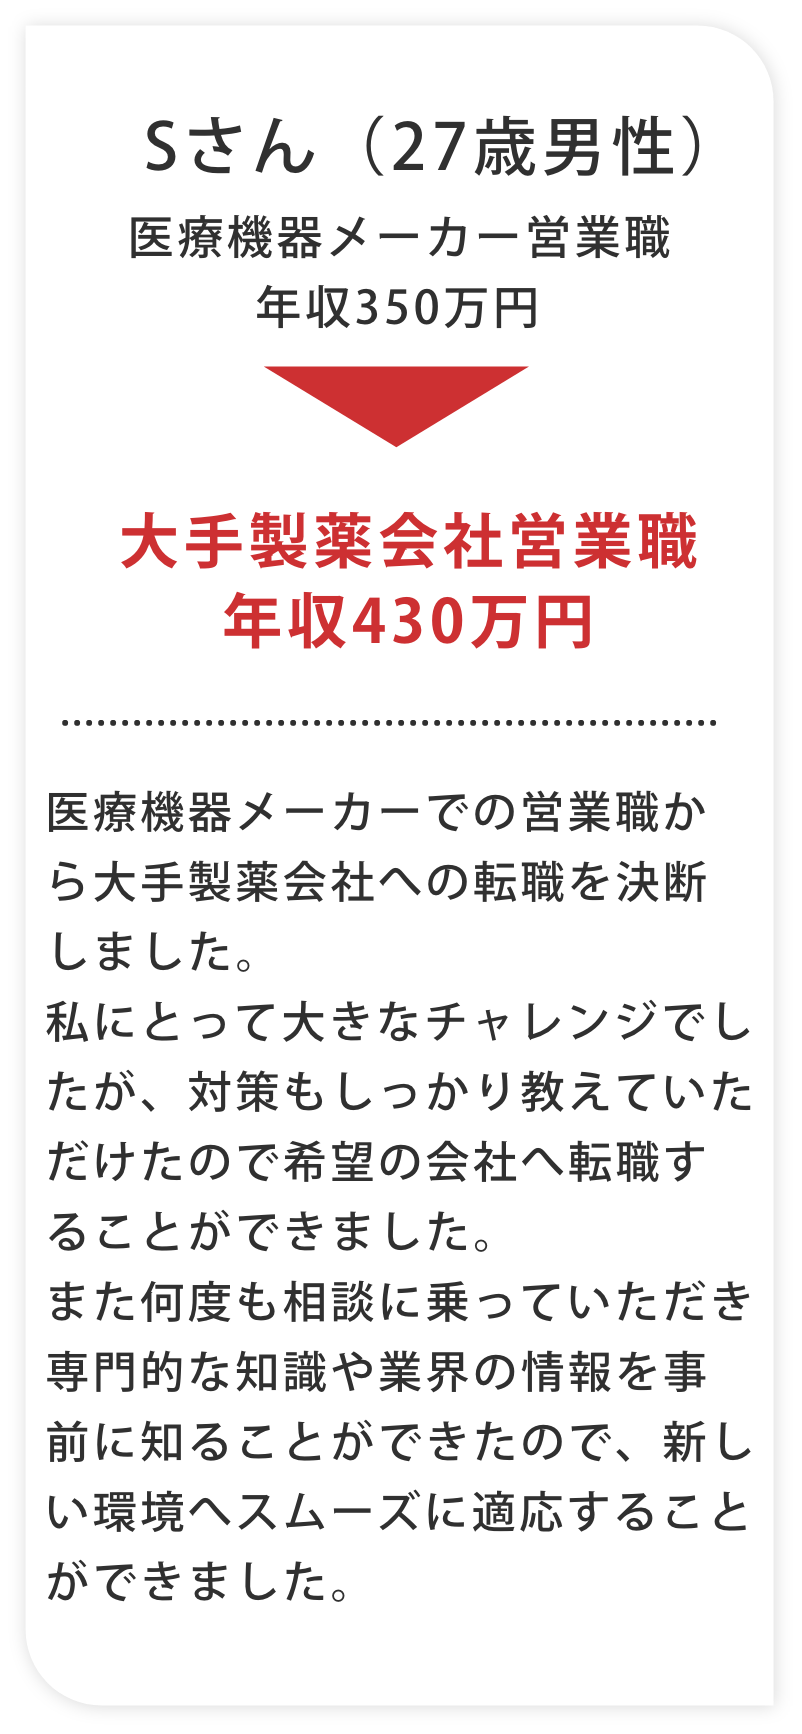 Sさん（27歳男性）
医療機器メーカー営業職
年収350万円
大手製薬会社営業職
年収430万円
医療機器メーカーでの営業職か
ら大手製薬会社への転職を決断
しました。
私にとって大きなチャレンジでし
たが、対策もしっかり教えていた
だけたので希望の会社へ転職す
ることができました。
また何度も相談に乗っていただき
専門的な知識や業界の情報を事
前に知ることができたので、新し
い環境へスムーズに適応すること
ができました。